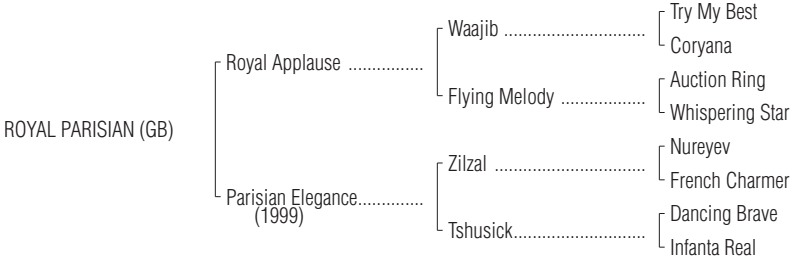 Try My Best
Waajib ..............................
Coryana
Royal Applause ................
Auction Ring
Flying Melody ..................
Whispering Star
ROYAL PARISIAN (GB)
Nureyev
Zilzal ................................
French Charmer
Parisian Elegance..............
(1999)
Dancing Brave
Tshusick............................
Infanta Real